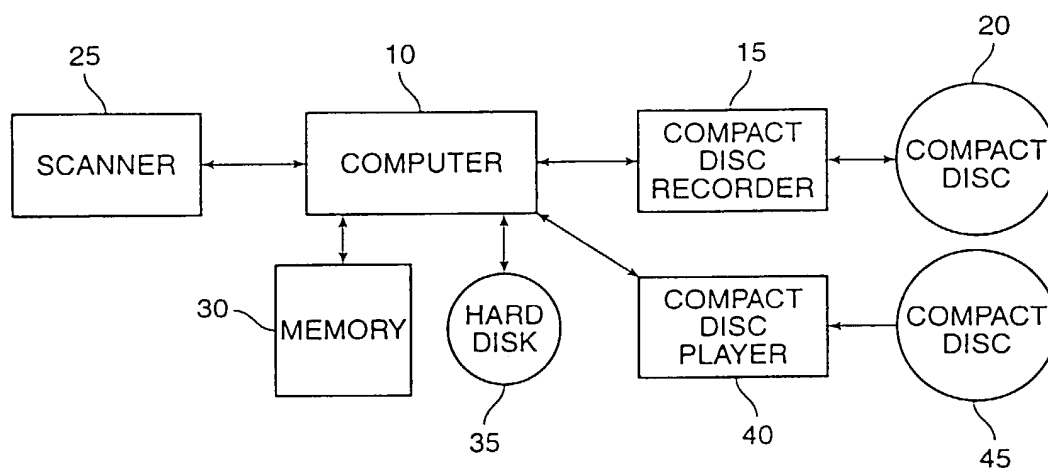 25
10
15
20
SCANNER
COMPUTER
COMPACT
DISC
RECORDER
COMPACT
DISC
30
MEMORY
HARD
DISK
COMPACT
DISC
PLAYER
COMPACT
DISC
35
40
45